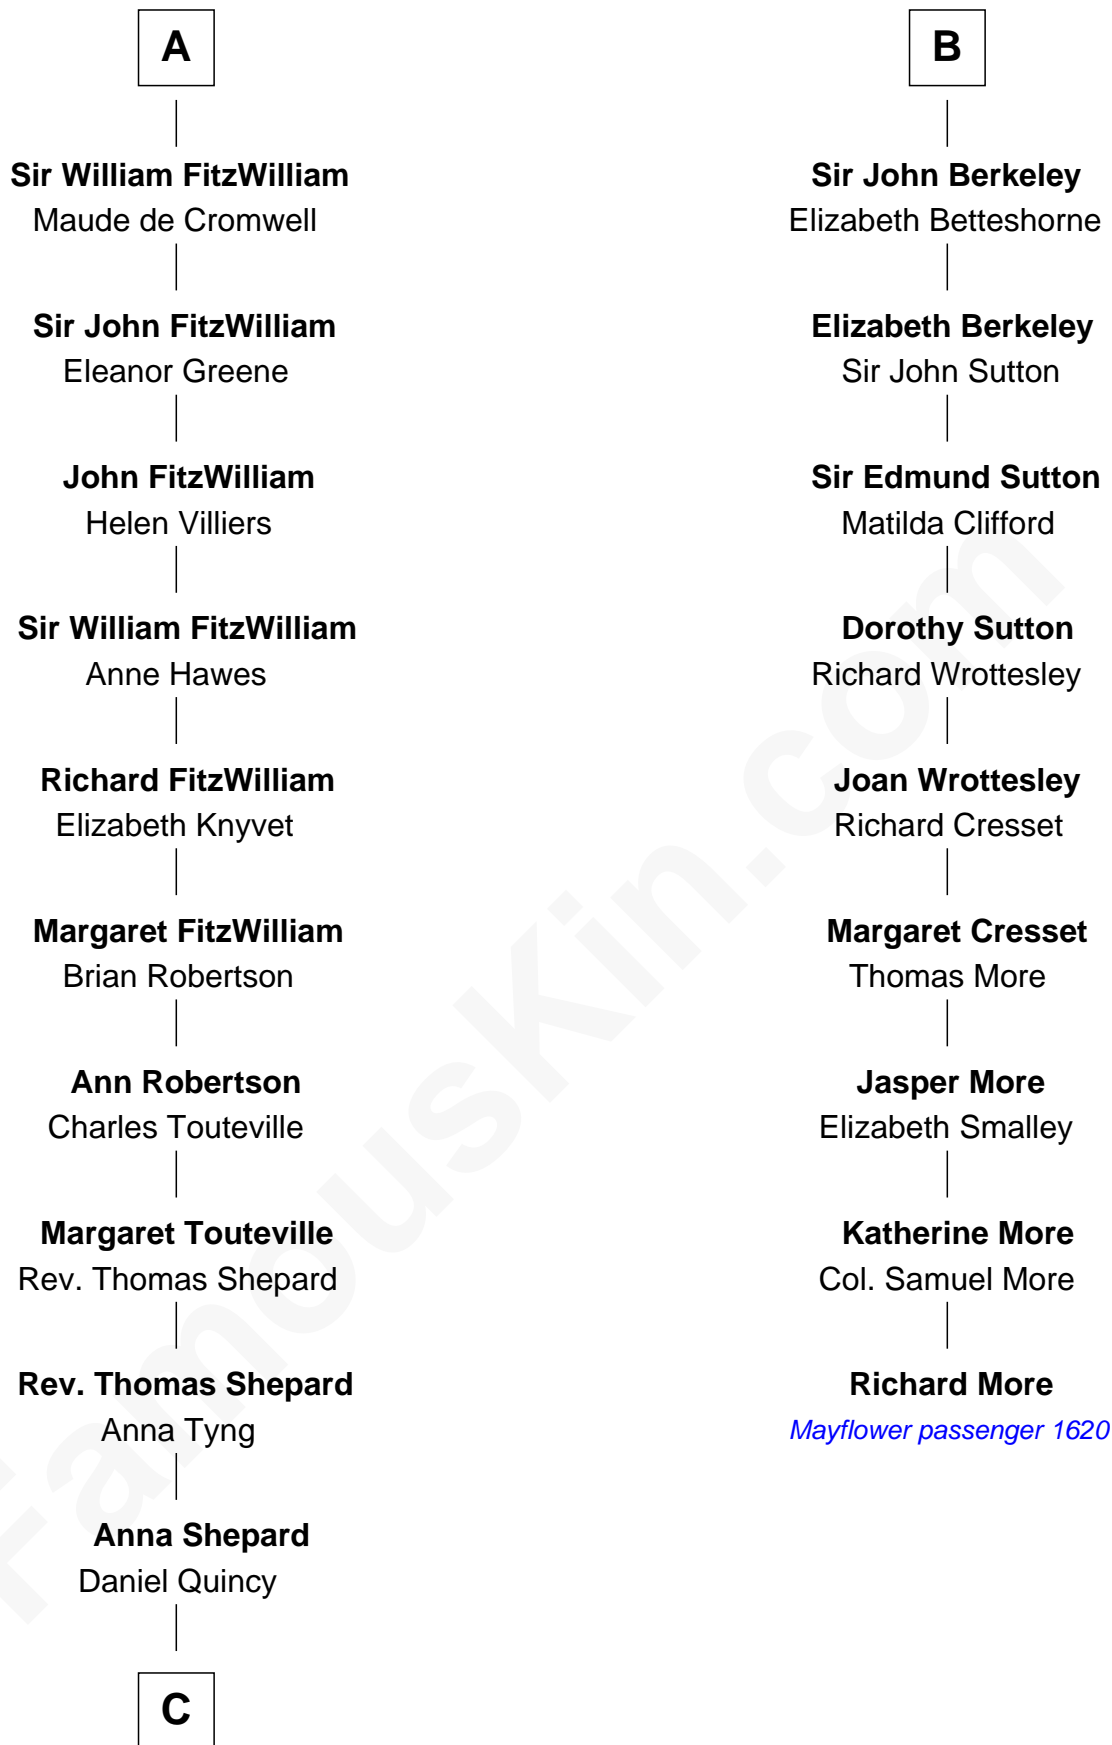 A
Sir William FitzWilliam
Maude de Cromwell
Sir John FitzWilliam
Eleanor Greene
John FitzWilliam
Helen Villiers
Sir William FitzWilliam
Anne Hawes
Richard FitzWilliam
Elizabeth Knyvet
Margaret FitzWilliam
Brian Robertson
Ann Robertson
Charles Touteville
Margaret Touteville
Rev. Thomas Shepard
Rev. Thomas Shepard
Anna Tyng
Anna Shepard
Daniel Quincy
C
B
Sir John Berkeley
Elizabeth Betteshorne
Elizabeth Berkeley
Sir John Sutton
Sir Edmund Sutton
Matilda Clifford
Dorothy Sutton
Richard Wrottesley
Joan Wrottesley
Richard Cresset
Margaret Cresset
Thomas More
Jasper More
Elizabeth Smalley
Katherine More
Col. Samuel More
Richard More
Mayflower passenger 1620
FamousKin.com